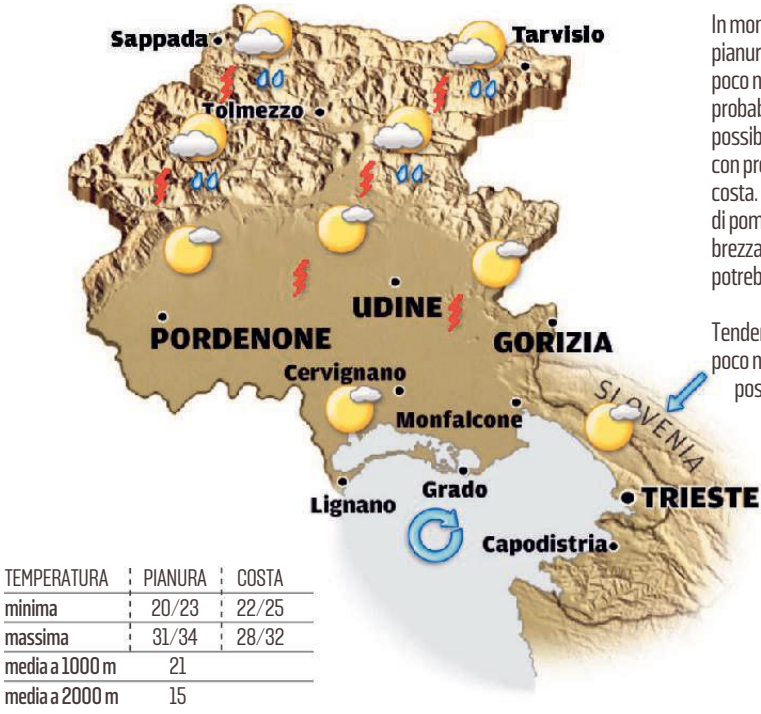 Sappada
Tarvisio
Tolmezzo
UDINE
PORDENONE
GORIZIA
Cervignano
Monfalcone
SLOVENIA
Lignano
Grado
TRIESTE
Capodistria
In mon
pianur
poco n
probab
possib
con pro
costa.
di pom
brezza
potreb
Tender
poco n
pos
TEMPERATURA PIANURA COSTA
minima 20/23 22/25
massima 31/34 28/32
media a 1000 m 21
media a 2000 m 15